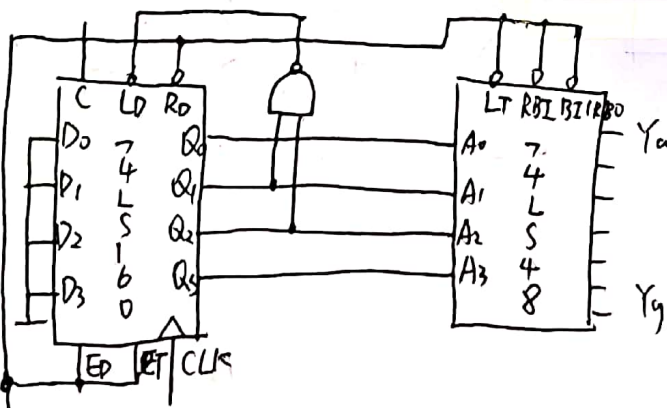 C LD RD
D0
D1
D2
D3
74LS160
Q0
Q1
Q2
Q3
EP ET CLK
LT RBI BI/RBO
A0
A1
A2
A3
74LS48
Ya
Yg